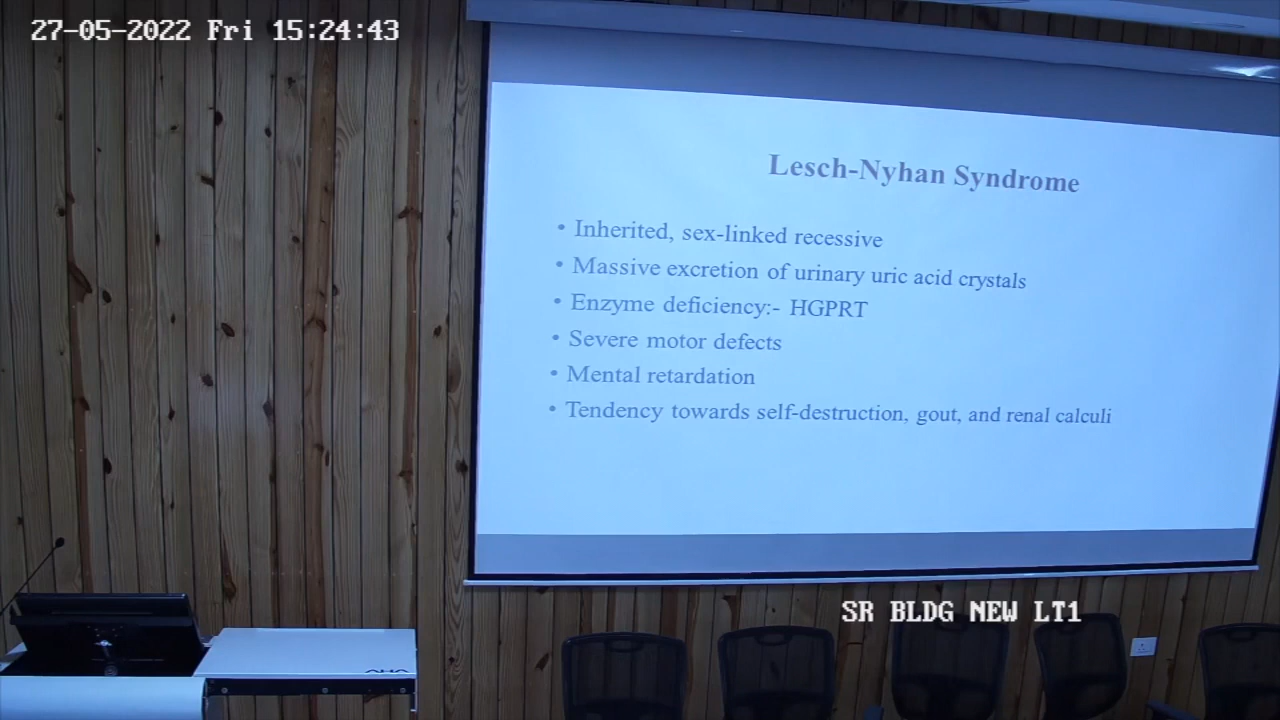 27-05-2022 Fri 15:24:43
Lesch-Nyhan Syndrome
• Inherited, sex-linked recessive
• Massive excretion of urinary uric acid crystals
• Enzyme deficiency:- HGPRT
• Severe motor defects
• Mental retardation
• Tendency towards self-destruction, gout, and renal calculi
SR BLDG NEW LT1
AHA